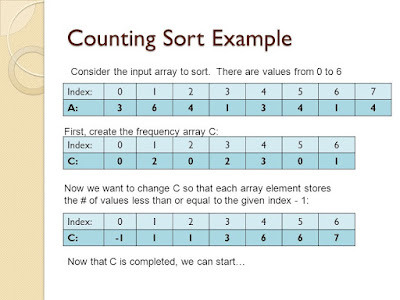 Counting Sort Example
Consider the input array to sort. There are values from 0 to 6
Index: 0 1 2 3 4 5 6 7
A: 3 6 4 1 3 4 1 4
First, create the frequency array C:
Index: 0 1 2 3 4 5 6
C: 0 2 0 2 3 0 1
Now we want to change C so that each array element stores
the # of values less than or equal to the given index - 1:
Index: 0 1 2 3 4 5 6
C: -1 1 1 3 6 6 7
Now that C is completed, we can start…